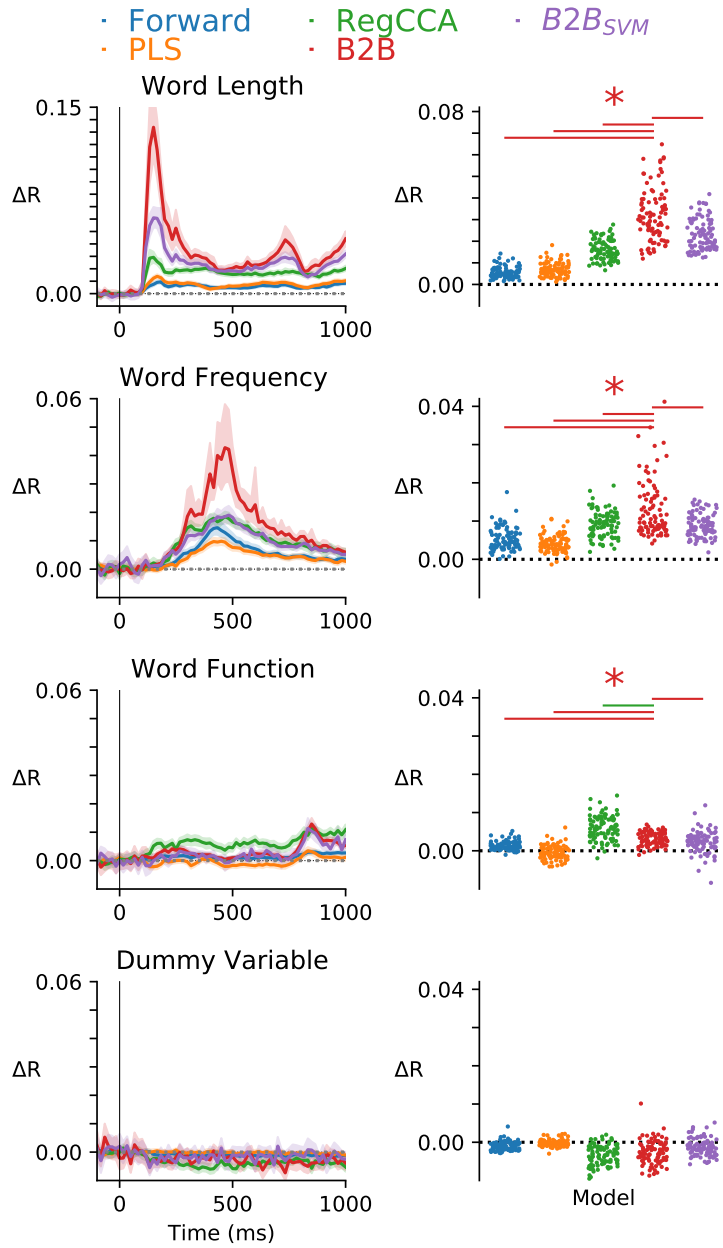 Forward RegCCA B2B_SVM
PLS B2B
Word Length
0.15 0.08
* 
ΔR ΔR
0.00 0.00
0 500 1000
Word Frequency
0.06 0.04
*
ΔR ΔR
0.00 0.00
0 500 1000
Word Function
0.06 0.04
*
ΔR ΔR
0.00 0.00
0 500 1000
Dummy Variable
0.06 0.04
ΔR ΔR
0.00 0.00
0 500 1000 Model
Time (ms)